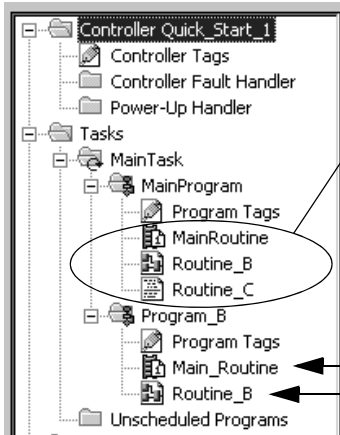 Controller Quick_Start_1
Controller Tags
Controller Fault Handler
Power-Up Handler
Tasks
MainTask
MainProgram
Program Tags
MainRoutine
Routine_B
Routine_C
Program_B
Program Tags
Main_Routine
Routine_B
Unscheduled Programs